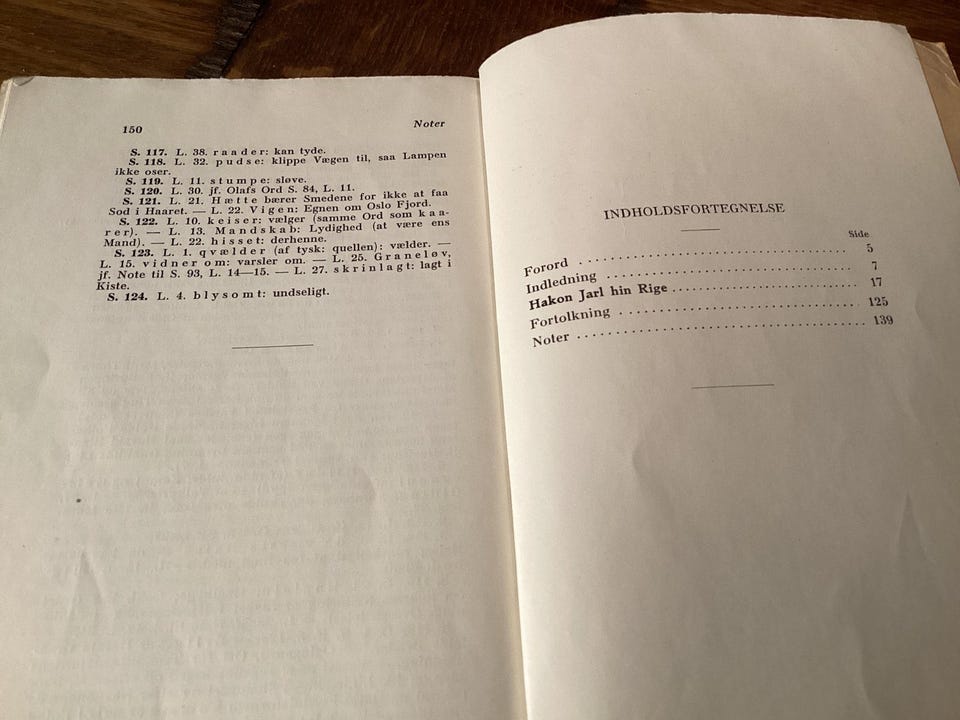 150 Noter
S. 117. L. 38. raader: kan tyde.
S. 118. L. 32. pudse: klippe Vægen til, saa Lampen
ikke oser.
S. 119. L. 11. stumpe: sløve.
S. 120. L. 30. jf. Olafs Ord S. 84, L. 11.
S. 121. L. 21. Hætte bærer Smedene for ikke at faa
Sod i Haaret. — L. 22. Vigen: Egnen om Oslo Fjord.
S. 122. L. 10. keiser: vælger (samme Ord som kaa-
rer). — L. 13. Mandskab: Lydighed (at være ens
Mand). — L. 22. hisset: derhenne.
S. 123. L. 1. qvælder (af tysk: quellen): vælder. —
L. 15. vidner om: varsler om. — L. 25. Graneløv,
jf. Note til S. 93, L. 14—15. — L. 27. skrinlagt: lagt i
Kiste.
S. 124. L. 4. blysomt: undseligt.
INDHOLDSFORTEGNELSE
Side
Forord ........ 5
Indledning ........ 7
Hakon Jarl hin Rige ........ 17
Fortolkning ........ 125
Noter ........ 139